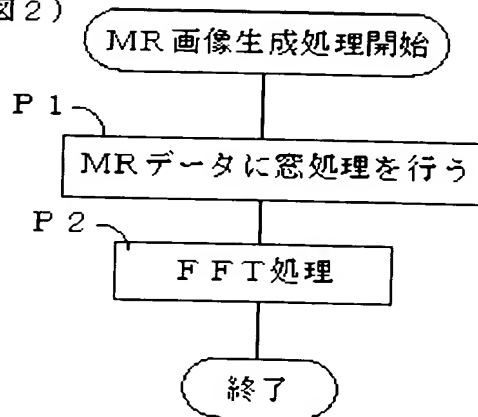 図2)
MR画像生成処理開始
P1
MRデータに窓処理を行う
P2
FFT処理
終了